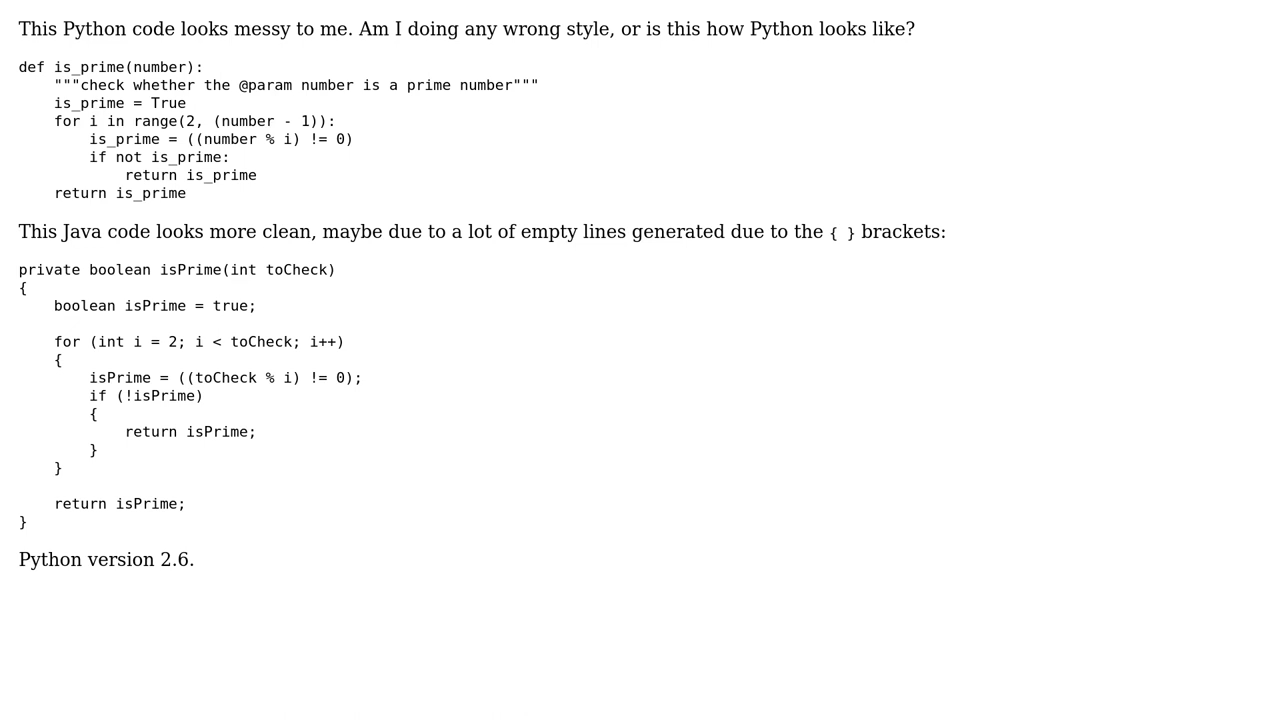 This Python code looks messy to me. Am I doing any wrong style, or is this how Python looks like?
def is_prime(number):
    """check whether the @param number is a prime number"""
    is_prime = True
    for i in range(2, (number - 1)):
        is_prime = ((number % i) != 0)
        if not is_prime:
            return is_prime
    return is_prime
This Java code looks more clean, maybe due to a lot of empty lines generated due to the { } brackets:
private boolean isPrime(int toCheck)
{
    boolean isPrime = true;

    for (int i = 2; i < toCheck; i++)
    {
        isPrime = ((toCheck % i) != 0);
        if (!isPrime)
        {
            return isPrime;
        }
    }

    return isPrime;
}
Python version 2.6.